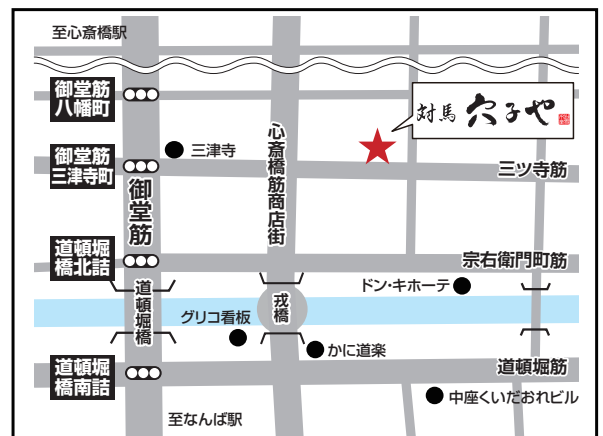 至心斎橋駅
御堂筋
八幡町
対馬 穴子や
御堂筋
三津寺町
三津寺
心斎橋筋商店街
三ツ寺筋
御堂筋
道頓堀
橋北詰
宗右衛門町筋
道頓堀橋
戎橋
ドン・キホーテ
グリコ看板
かに道楽
道頓堀
橋南詰
道頓堀筋
中座くいだおれビル
至なんば駅